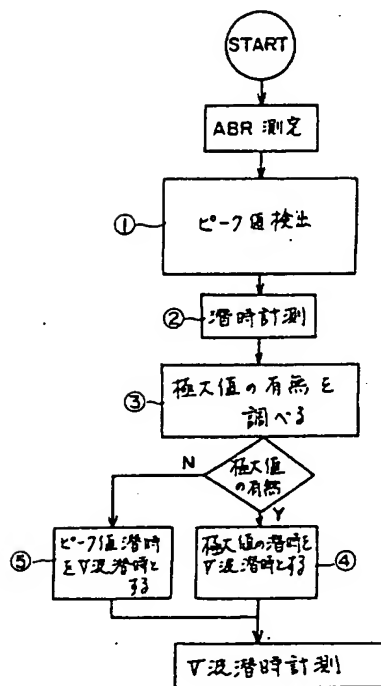 START
ABR 測定
①
ピーク値検出
②
潜時計測
③
極大値の有無を
調べる
極大値
の有無
N
Y
⑤
ピーク値潜時
をV波潜時と
する
極大値の潜時を
V波潜時とする
④
V波潜時計測